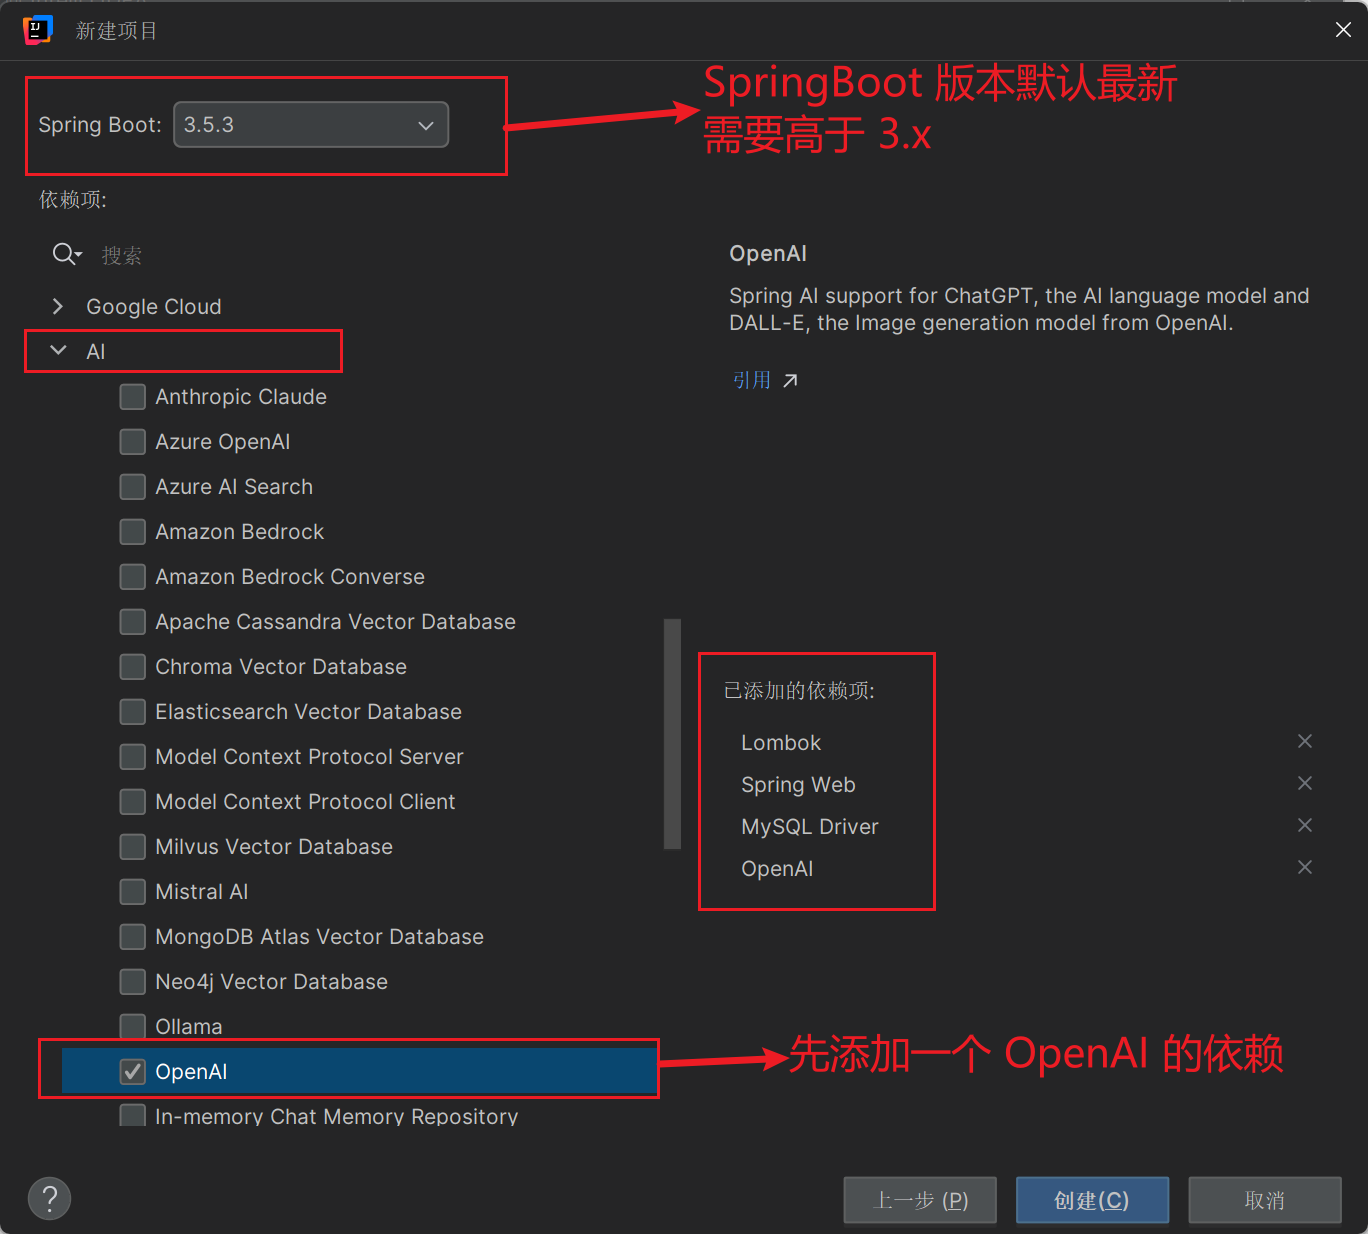 新建项目
Spring Boot:
3.5.3
SpringBoot 版本默认最新
需要高于 3.x
依赖项:
搜索
Google Cloud
AI
Anthropic Claude
Azure OpenAI
Azure AI Search
Amazon Bedrock
Amazon Bedrock Converse
Apache Cassandra Vector Database
Chroma Vector Database
Elasticsearch Vector Database
Model Context Protocol Server
Model Context Protocol Client
Milvus Vector Database
Mistral AI
MongoDB Atlas Vector Database
Neo4j Vector Database
Ollama
OpenAI
In-memory Chat Memory Repository
OpenAI
Spring AI support for ChatGPT, the AI language model and
DALL-E, the Image generation model from OpenAI.
引用
已添加的依赖项:
Lombok
Spring Web
MySQL Driver
OpenAI
先添加一个 OpenAI 的依赖
?
上一步 (P)
创建(C)
取消